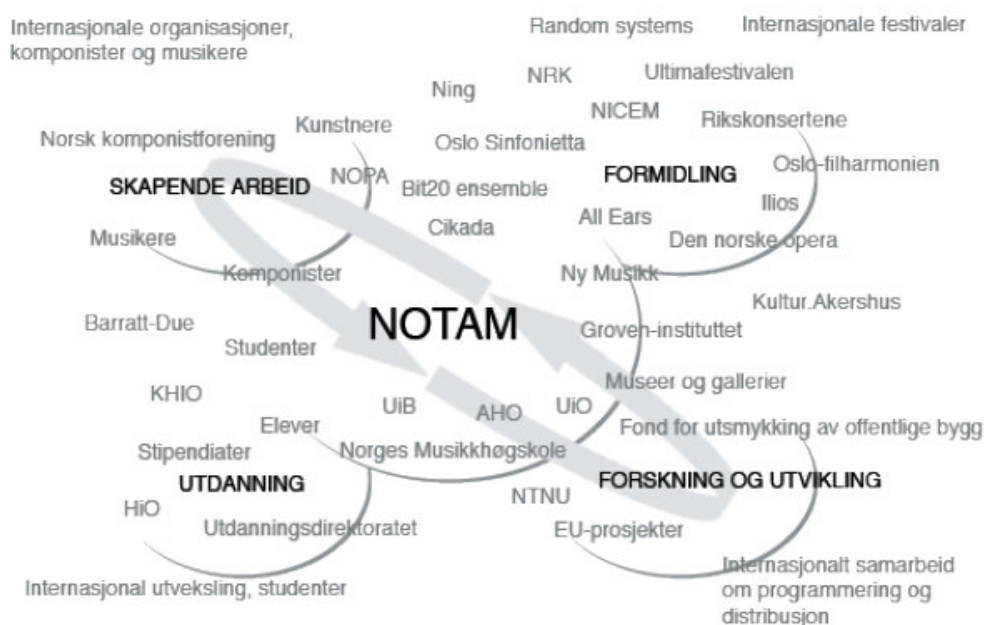 Internasjonale organisasjoner,
komponister og musikere
Random systems
Internasjonale festivaler
NRK
Ultimafestivalen
Ning
NICEM
Rikskonsertene
Kunstnere
Norsk komponistforening
Oslo Sinfonietta
Oslo-filharmonien
SKAPENDE ARBEID
NOPA
Bit20 ensemble
FORMIDLING
Ilios
All Ears
Cikada
Musikere
Den norske opera
Komponister
Ny Musikk
Kultur.Akershus
Barratt-Due
NOTAM
Groven-instituttet
Studenter
Museer og gallerier
KHIO
UiB
AHO
UiO
Elever
Fond for utsmykking av offentlige bygg
Stipendiater
Norges Musikkhøgskole
UTDANNING
FORSKNING OG UTVIKLING
NTNU
HiO
Utdanningsdirektoratet
EU-prosjekter
Internasjonal utveksling, studenter
Internasjonalt samarbeid
om programmering og
distribusjon